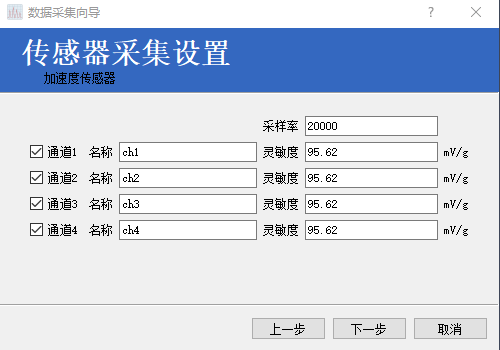 数据采集向导
传感器采集设置
加速度传感器
采样率 20000
通道1 名称 ch1 灵敏度 95.62 mV/g
通道2 名称 ch2 灵敏度 95.62 mV/g
通道3 名称 ch3 灵敏度 95.62 mV/g
通道4 名称 ch4 灵敏度 95.62 mV/g
上一步 下一步 取消